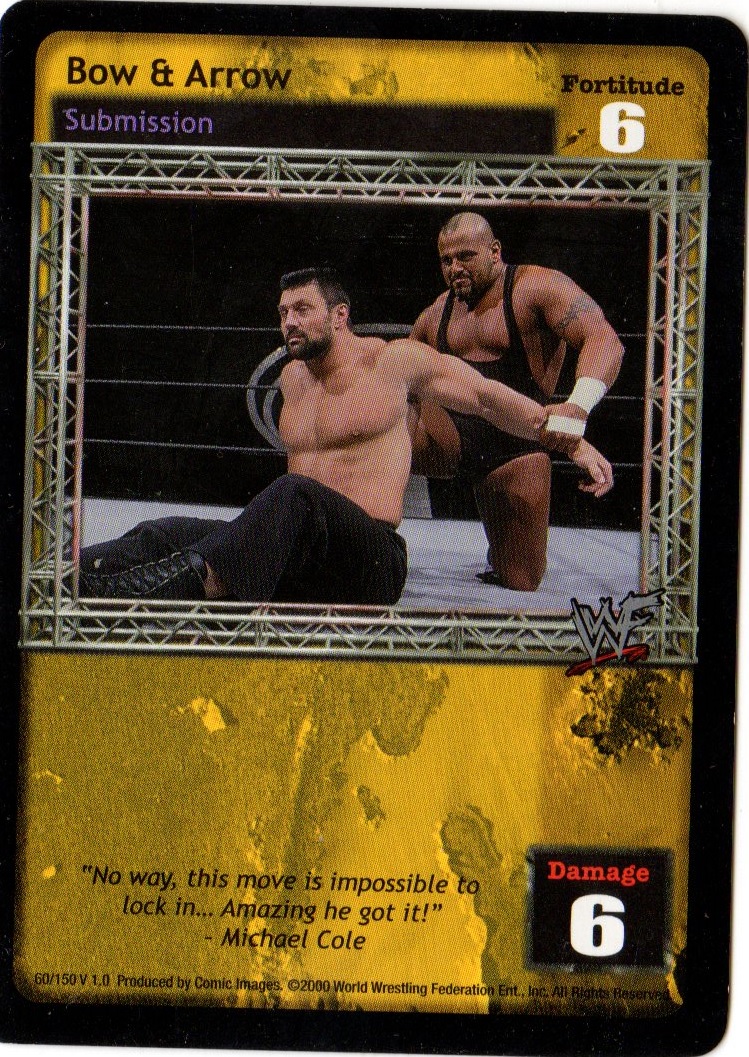 Bow & Arrow
Fortitude
6
Submission
WF
Damage
6
“No way, this move is impossible to
lock in... Amazing he got it!”
- Michael Cole
60/150 V 1.0 Produced by Comic Images. ©2000 World Wrestling Federation Ent., Inc. All Rights Reserved